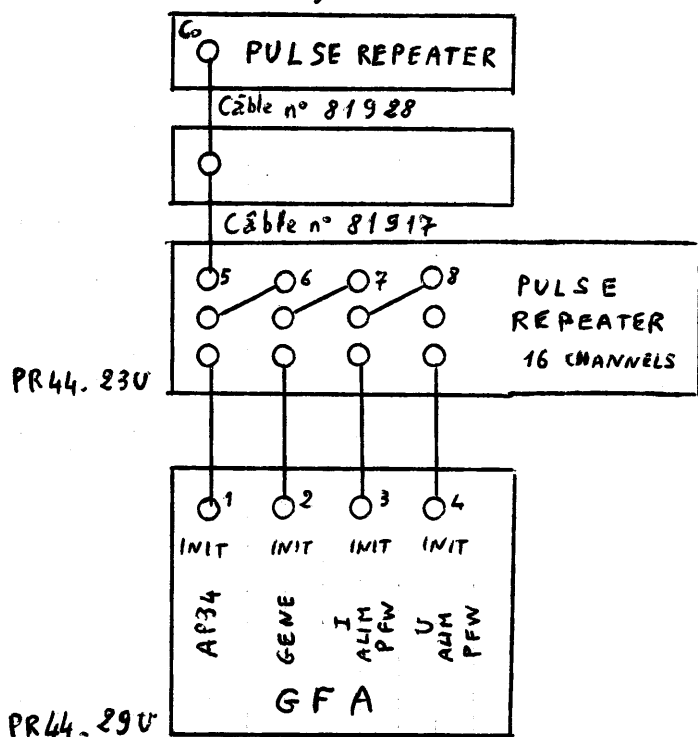 Co PULSE REPEATER
Câble n° 81928
Câble n° 81917
5 6 7 8
PULSE
REPEATER
16 CHANNELS
PR44. 23U
1 2 3 4
INIT INIT INIT INIT
AP34
GENE
I
ALIM
PFW
U
ALIM
PFW
GFA
PR44. 29U